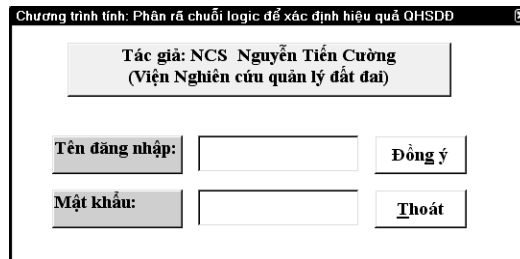 Chương trình tính: Phân rã chuỗi logic để xác định hiệu quả QHSDĐ
Tác giả: NCS Nguyễn Tiến Cường
(Viện Nghiên cứu quản lý đất đai)
Tên đăng nhập:
Đồng ý
Mật khẩu:
Thoát